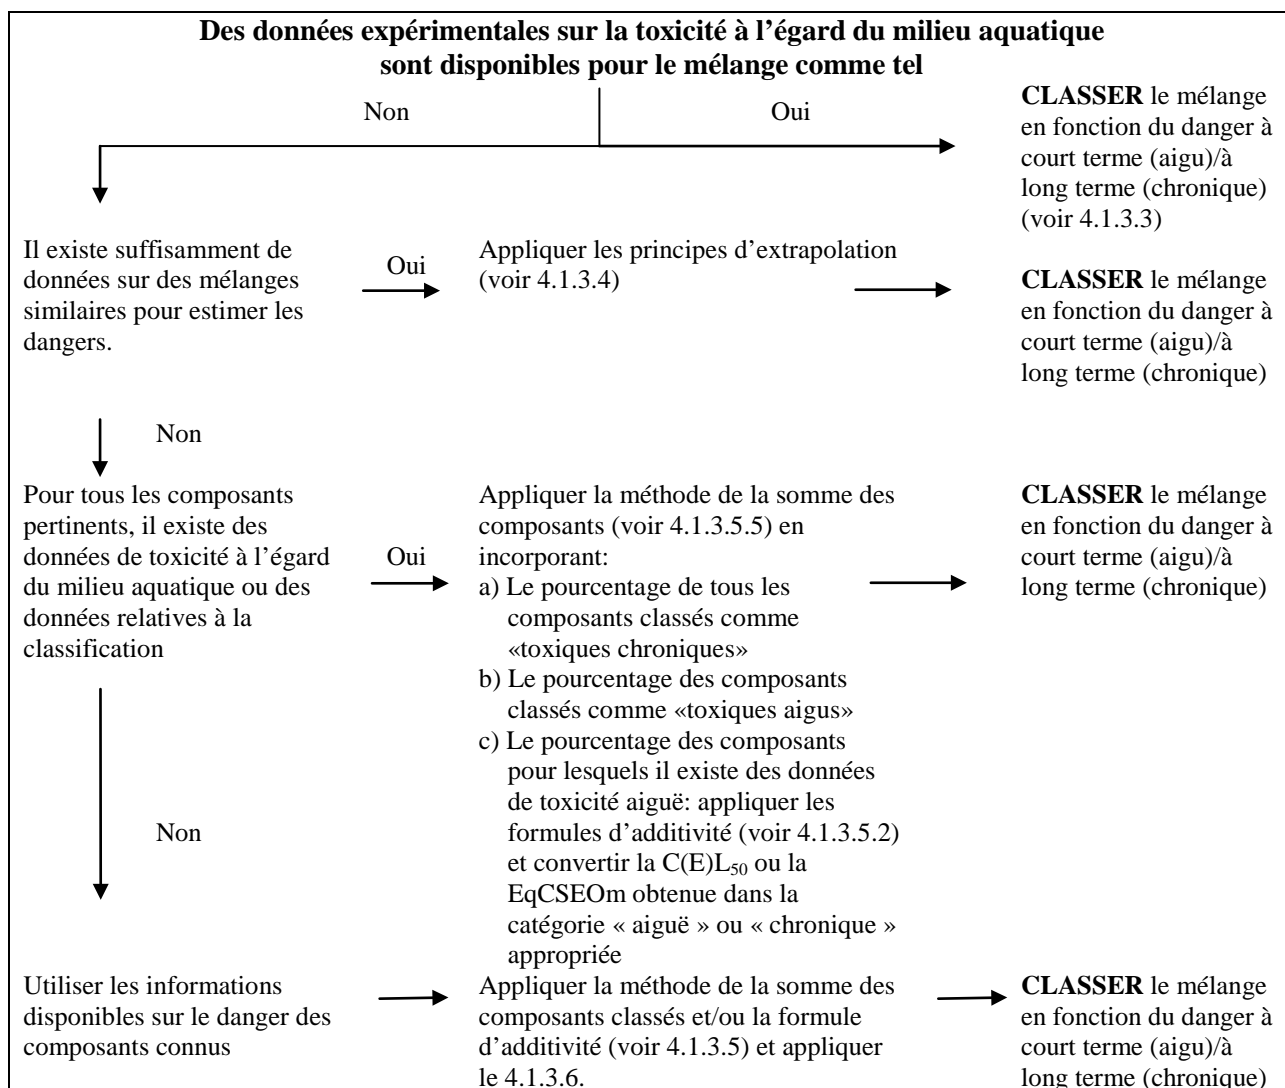 Des données expérimentales sur la toxicité à l'égard du milieu aquatique
sont disponibles pour le mélange comme tel
Non
Oui
CLASSER le mélange
en fonction du danger à
court terme (aigu)/à
long terme (chronique)
(voir 4.1.3.3)
Il existe suffisamment de
données sur des mélanges
similaires pour estimer les
dangers.
Oui
Appliquer les principes d'extrapolation
(voir 4.1.3.4)
CLASSER le mélange
en fonction du danger à
court terme (aigu)/à
long terme (chronique)
Non
Pour tous les composants
pertinents, il existe des
données de toxicité à l'égard
du milieu aquatique ou des
données relatives à la
classification
Oui
Appliquer la méthode de la somme des
composants (voir 4.1.3.5.5) en
incorporant:
a) Le pourcentage de tous les
composants classés comme
«toxiques chroniques»
b) Le pourcentage des composants
classés comme «toxiques aigus»
c) Le pourcentage des composants
pour lesquels il existe des données
de toxicité aiguë: appliquer les
formules d'additivité (voir 4.1.3.5.2)
et convertir la C(E)L50 ou la
EqCSEOm obtenue dans la
catégorie « aiguë » ou « chronique »
appropriée
CLASSER le mélange
en fonction du danger à
court terme (aigu)/à
long terme (chronique)
Non
Utiliser les informations
disponibles sur le danger des
composants connus
Appliquer la méthode de la somme des
composants classés et/ou la formule
d'additivité (voir 4.1.3.5) et appliquer
le 4.1.3.6.
CLASSER le mélange
en fonction du danger à
court terme (aigu)/à
long terme (chronique)